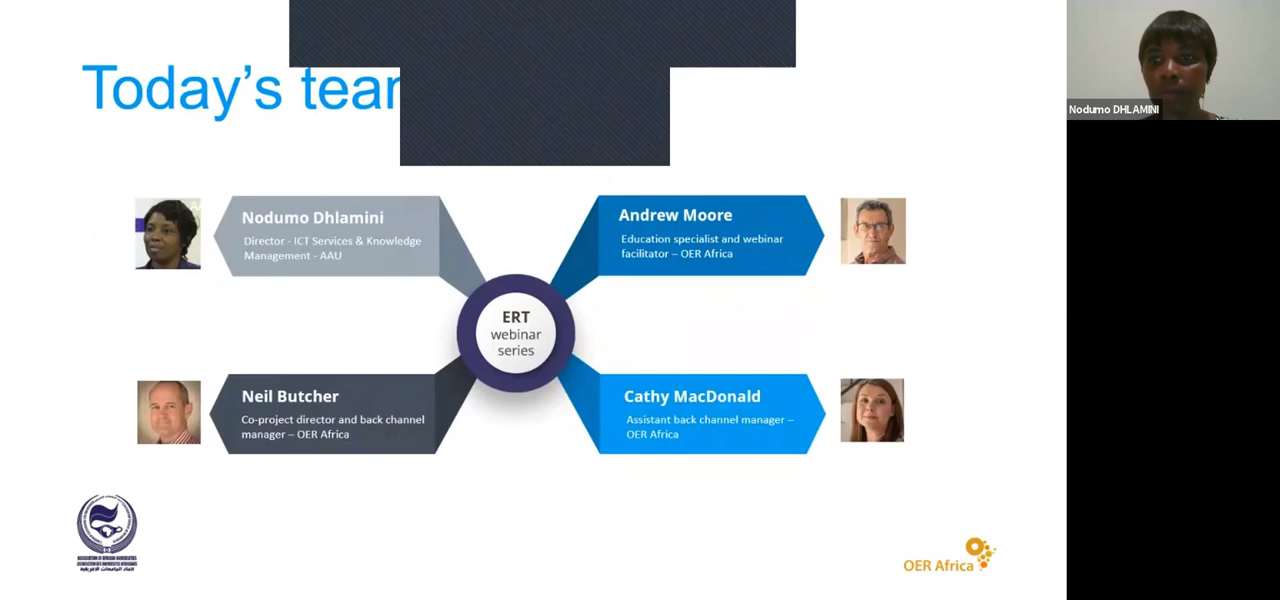 Today's tea
Nodumo DHLAMINI
Nodumo Dhlamini
Director - ICT Services & Knowledge
Management - AAU
Andrew Moore
Education specialist and webinar
facilitator – OER Africa
ERT
webinar
series
Neil Butcher
Co-project director and back channel
manager – OER Africa
Cathy MacDonald
Assistant back channel manager –
OER Africa
OER Africa